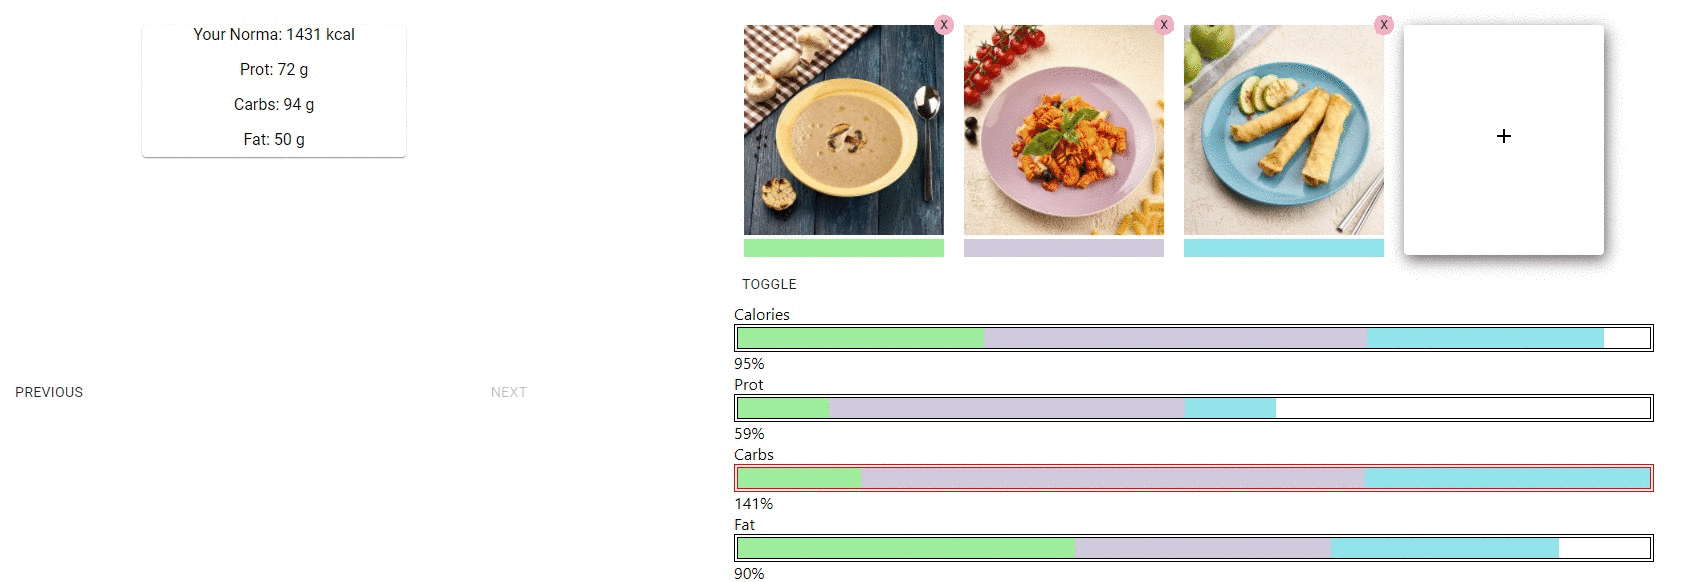 Your Norma: 1431 kcal
Prot: 72 g
Carbs: 94 g
Fat: 50 g
PREVIOUS
NEXT
X
X
X
+
TOGGLE
Calories
95%
Prot
59%
Carbs
141%
Fat
90%